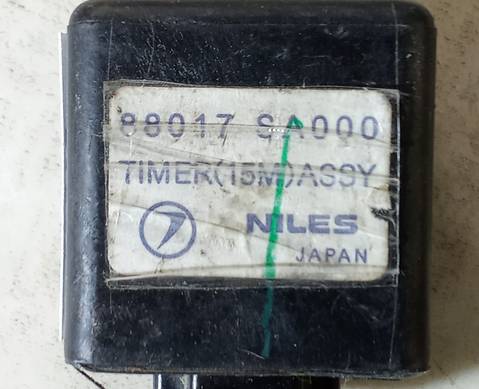 88017 SA000
TIMER(15M)ASSY
NILES
JAPAN